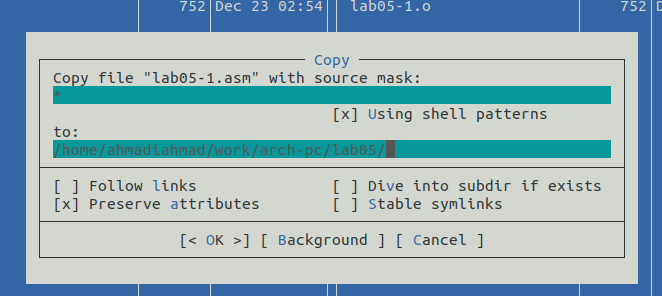 752 Dec 23 02:54 lab05-1.o 752 D
Copy
Copy file "lab05-1.asm" with source mask:
*
[x] Using shell patterns
to:
/home/ahmadiahmad/work/arch-pc/lab05/
[ ] Follow links [ ] Dive into subdir if exists
[x] Preserve attributes [ ] Stable symlinks
[< OK >] [ Background ] [ Cancel ]